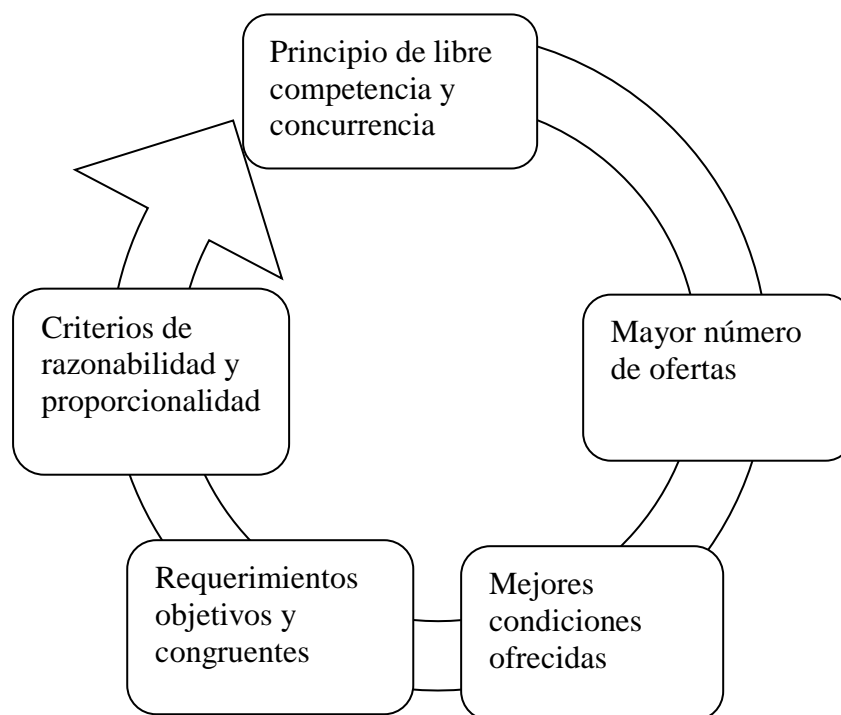 Principio de libre
competencia y
concurrencia
Mayor número
de ofertas
Mejores
condiciones
ofrecidas
Requerimientos
objetivos y
congruentes
Criterios de
razonabilidad y
proporcionalidad